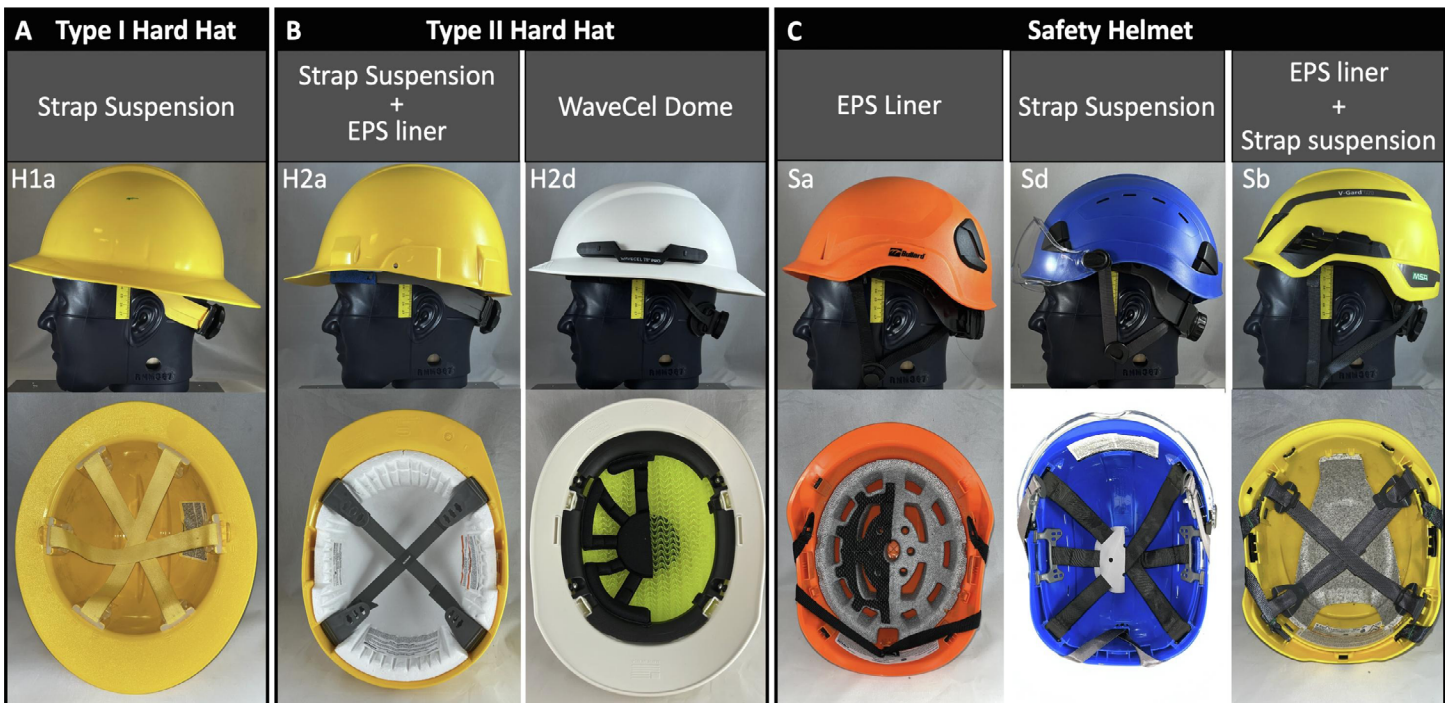 A Type I Hard Hat
B Type II Hard Hat
C Safety Helmet
Strap Suspension
Strap Suspension
+
EPS liner
WaveCel Dome
EPS Liner
Strap Suspension
EPS liner
+
Strap suspension
H1a
H2a
H2d
Sa
Sd
Sb
V-Gard
Bullard
MSA